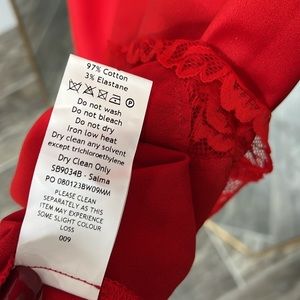 97% Cotton
3% Elastane
P
Do not wash
Do not bleach
Do not dry
Iron low heat
Dry clean any solvent
except trichloroethylene
Dry Clean Only
SB9034B - Salma
PO 080123BW09MM
PLEASE CLEAN
SEPARATELY AS THIS
ITEM MAY EXPERIENCE
SOME SLIGHT COLOUR
LOSS
009